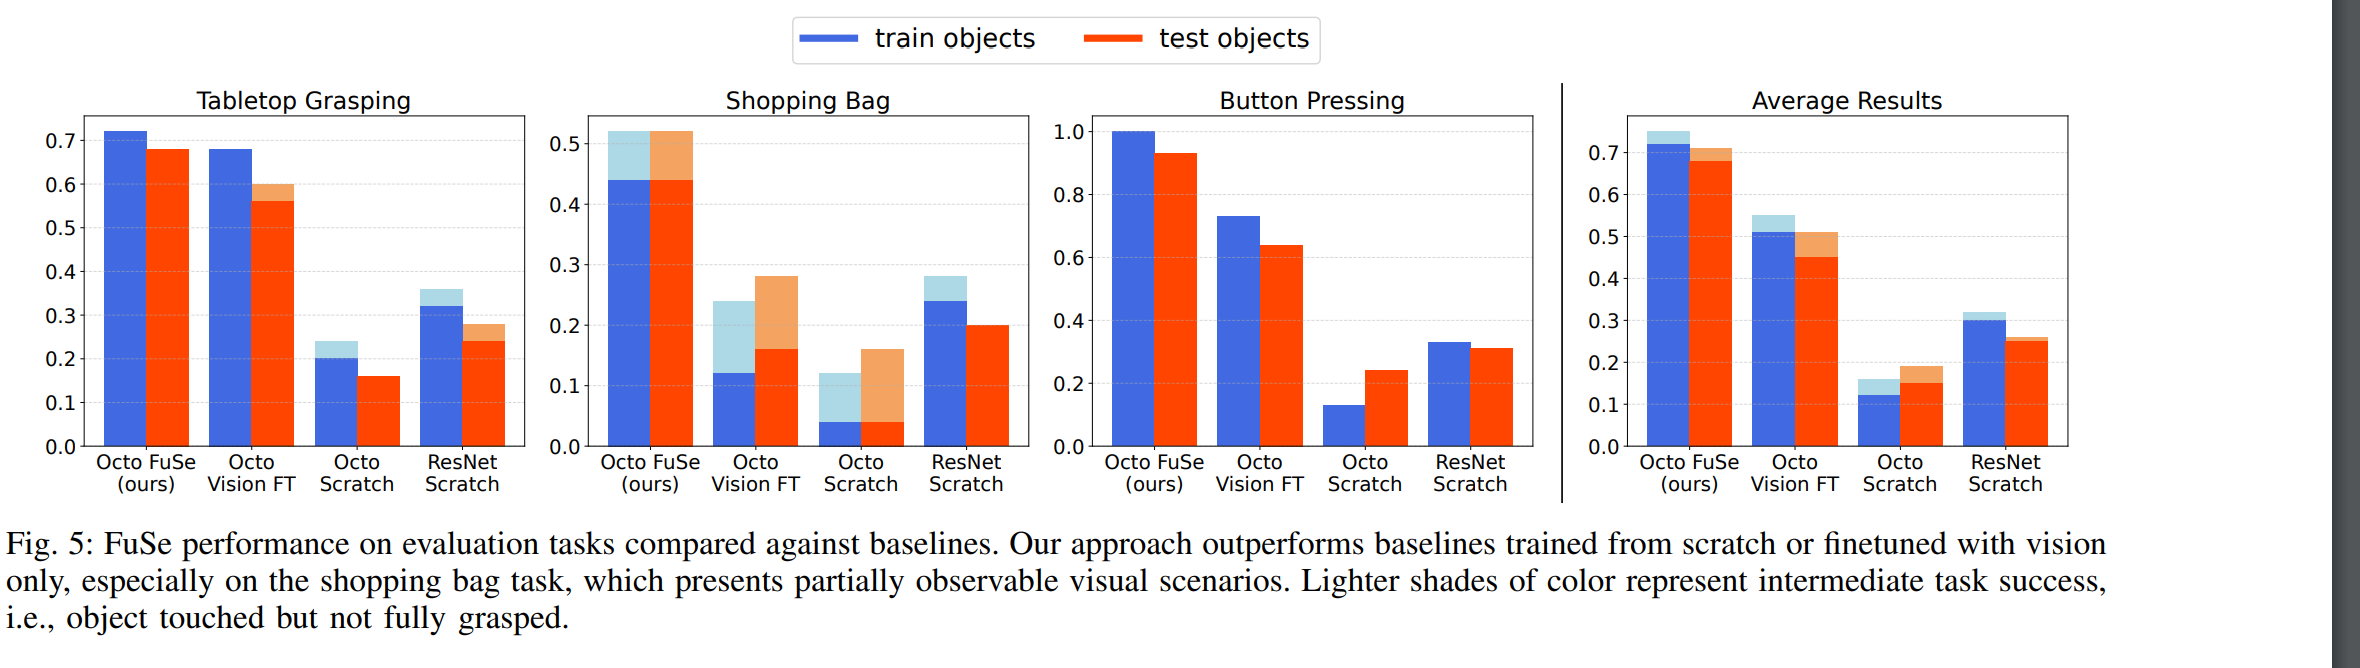 train objects test objects
Tabletop Grasping
0.7
0.6
0.5
0.4
0.3
0.2
0.1
0.0
Octo FuSe Octo Octo ResNet
(ours) Vision FT Scratch Scratch
Shopping Bag
0.5
0.4
0.3
0.2
0.1
0.0
Octo FuSe Octo Octo ResNet
(ours) Vision FT Scratch Scratch
Button Pressing
1.0
0.8
0.6
0.4
0.2
0.0
Octo FuSe Octo Octo ResNet
(ours) Vision FT Scratch Scratch
Average Results
0.7
0.6
0.5
0.4
0.3
0.2
0.1
0.0
Octo FuSe Octo Octo ResNet
(ours) Vision FT Scratch Scratch
Fig. 5: FuSe performance on evaluation tasks compared against baselines. Our approach outperforms baselines trained from scratch or finetuned with vision
only, especially on the shopping bag task, which presents partially observable visual scenarios. Lighter shades of color represent intermediate task success,
i.e., object touched but not fully grasped.